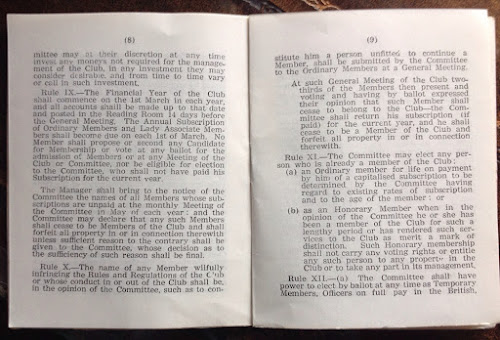 (8)
mittee may at their discretion at any time
invest any moneys not required for the manage-
ment of the Club, in any investment they may
consider desirable, and from time to time vary
or call in such investment.
Rule IX.—The Financial Year of the Club
shall commence on the 1st March in each year,
and all accounts shall be made up to that date
and posted in the Reading Room 14 days before
the General Meeting. The Annual Subscription
of Ordinary Members and Lady Associate Mem-
bers shall become due on each 1st of March. No
Member shall propose or second any Candidate
for Membership or vote at any ballot for the
admission of Members or at any Meeting of the
Club or Committee, nor be eligible for election
to the Committee, who shall not have paid his
Subscription for the current year.
The Manager shall bring to the notice of the
Committee the names of all Members whose sub-
scriptions are unpaid at the monthly Meeting of
the Committee in May of each year: and the
Committee may declare that any such Members
shall cease to be Members of the Club and shall
forfeit all property in or in connection therewith
unless sufficient reason to the contrary shall be
given to the Committee, whose decision as to
the sufficiency of such reason shall be final.
Rule X.—The name of any Member wilfully
infringing the Rules and Regulations of the Club
or whose conduct in or out of the Club shall be,
in the opinion of the Committee, such as to con-
(9)
stitute him a person unfitted to continue a
Member, shall be submitted by the Committee
to the Ordinary Members at a General Meeting.
At such General Meeting of the Club two-
thirds of the Members then present and
voting and having by ballot expressed
their opinion that such Member shall
cease to belong to the Club—the Com-
mittee shall return his subscription (if
paid) for the current year, and he shall
cease to be a Member of the Club and
forfeit all property in or in connection
therewith.
Rule XI.—The Committee may elect any per-
son who is already a member of the Club:
(a) an Ordinary member for life on payment
by him of a capitalised subscription to be
determined by the Committee having
regard to existing rates of subscription
and to the age of the member: or
(b) as an Honorary Member when in the
opinion of the Committee he or she has
been a member of the Club for such a
lengthy period or has rendered such ser-
vices to the Club as merit a mark of
distinction. Such Honorary membership
shall not carry any voting rights or entitle
any such person to any property in the
Club or to take any part in its management.
Rule XII.—(a) The Committee shall have
power to elect by ballot at any time as Temporary
Members, Officers on full pay in the British,